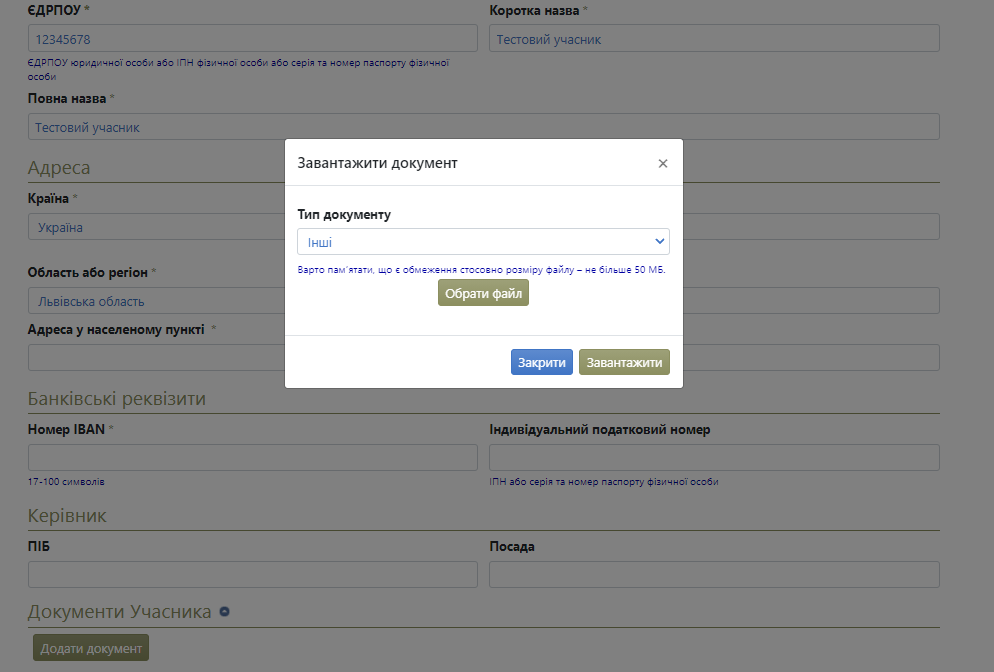 ЄДРПОУ *
Коротка назва *
12345678
Тестовий учасник
ЄДРПОУ юридичної особи або ІПН фізичної особи або серія та номер паспорту фізичної
особи
Повна назва *
Тестовий учасник
Завантажити документ
×
Адреса
Країна *
Україна
Тип документу
Інші
Варто пам'ятати, що є обмеження стосовно розміру файлу – не більше 50 МБ.
Обрати файл
Область або регіон *
Львівська область
Адреса у населеному пункті *
Закрити
Завантажити
Банківські реквізити
Номер IBAN *
Індивідуальний податковий номер
17-100 символів
ІПН або серія та номер паспорту фізичної особи
Керівник
ПІБ
Посада
Документи Учасника
Додати документ